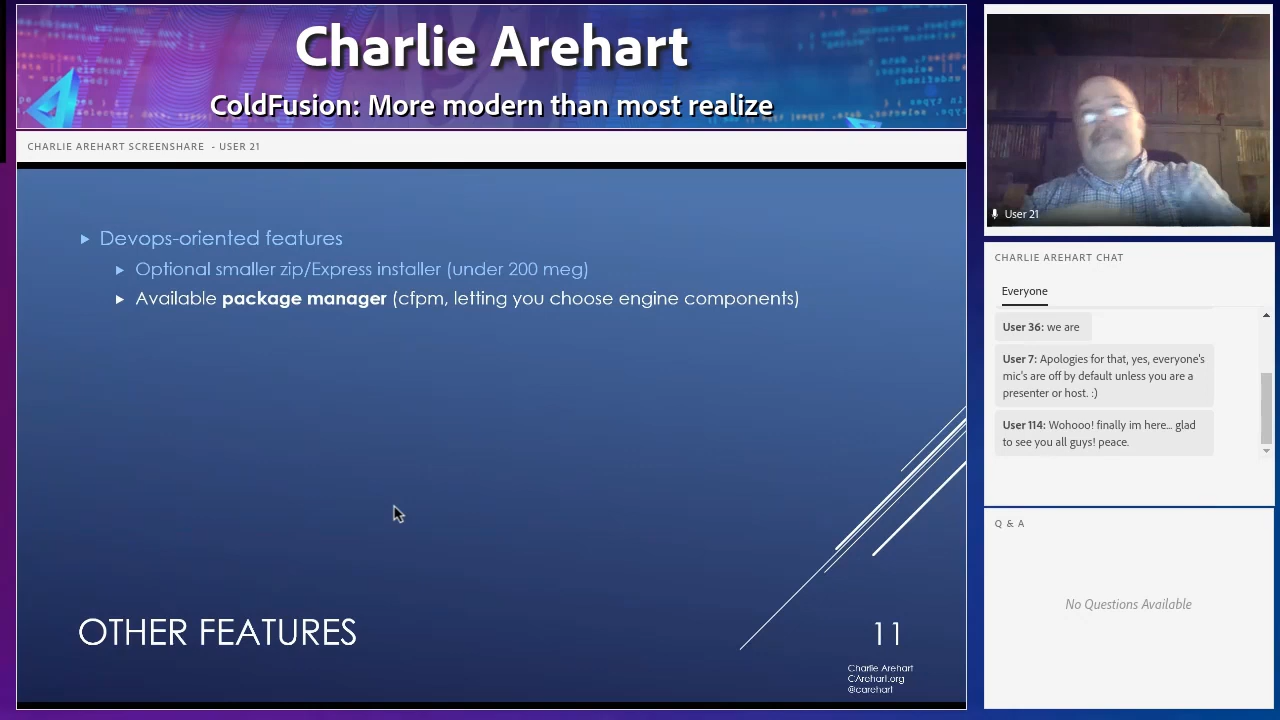 Charlie Arehart
ColdFusion: More modern than most realize
CHARLIE AREHART SCREENSHARE - USER 21
Devops-oriented features
Optional smaller zip/Express installer (under 200 meg)
Available package manager (cfpm, letting you choose engine components)
OTHER FEATURES
11
Charlie Arehart
CArehart.org
@carehart
User 21
CHARLIE AREHART CHAT
Everyone
User 36: we are
User 7: Apologies for that, yes, everyone's
mic's are off by default unless you are a
presenter or host. :)
User 114: Wohooo! finally im here... glad
to see you all guys! peace.
Q & A
No Questions Available